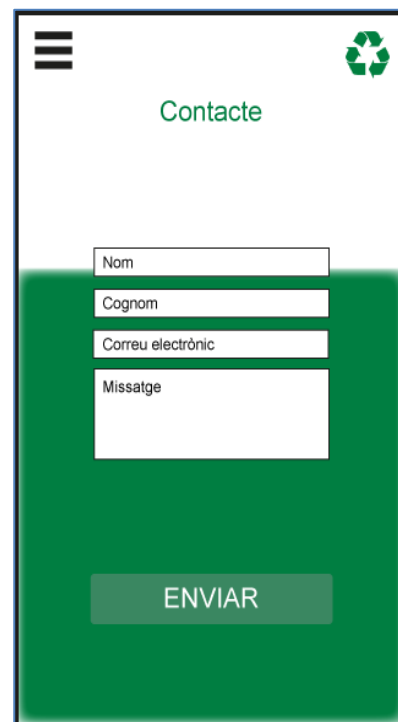 Contacte
Nom
Cognom
Correu electrònic
Missatge
ENVIAR